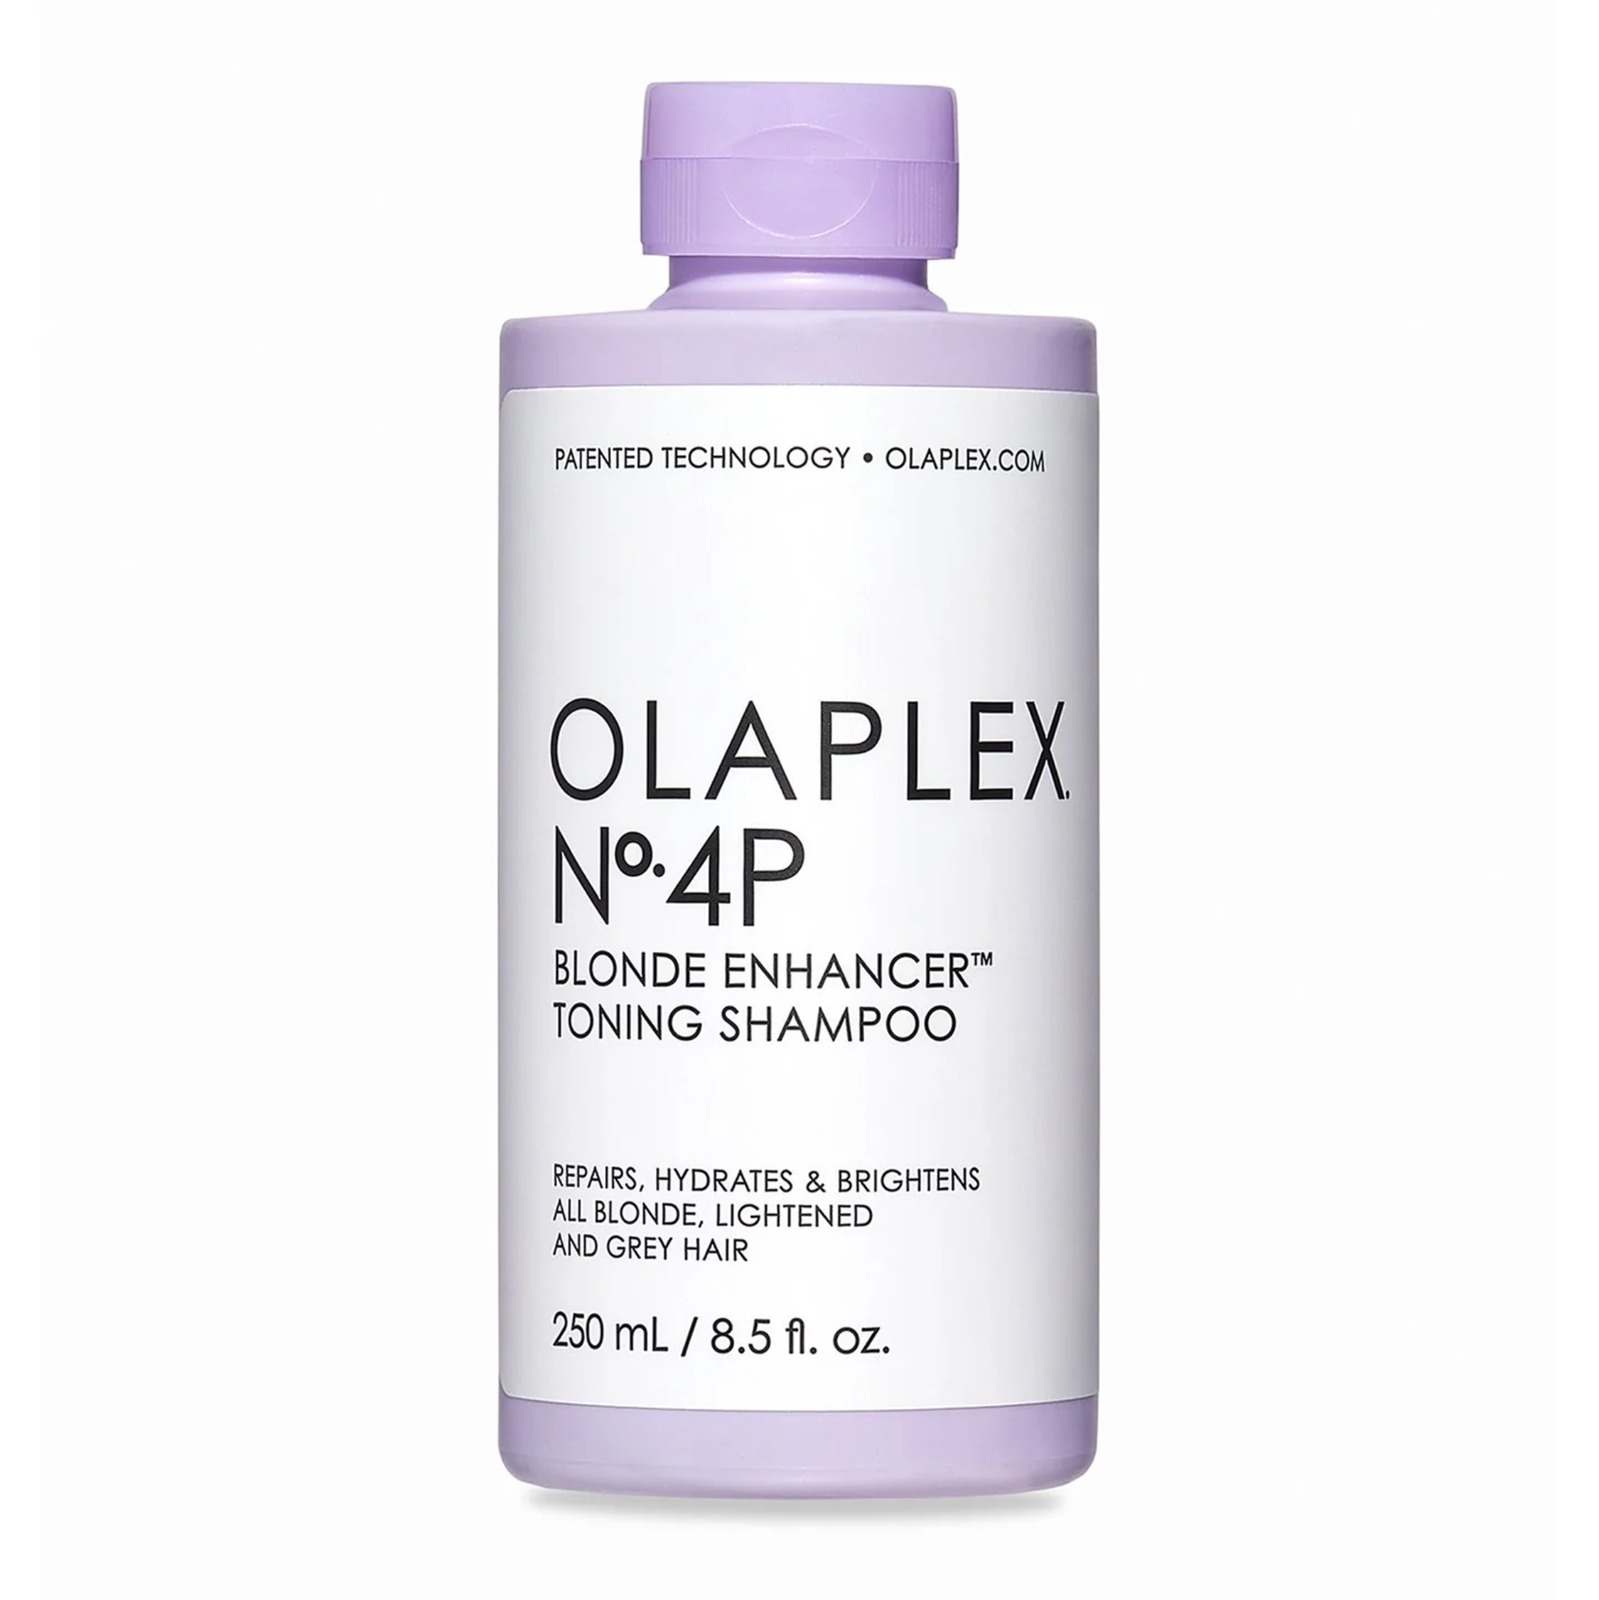 PATENTED TECHNOLOGY • OLAPLEX.COM
OLAPLEX.
Nº.4P
BLONDE ENHANCER™
TONING SHAMPOO
REPAIRS, HYDRATES & BRIGHTENS
ALL BLONDE, LIGHTENED
AND GREY HAIR
250 mL / 8.5 fl. oz.